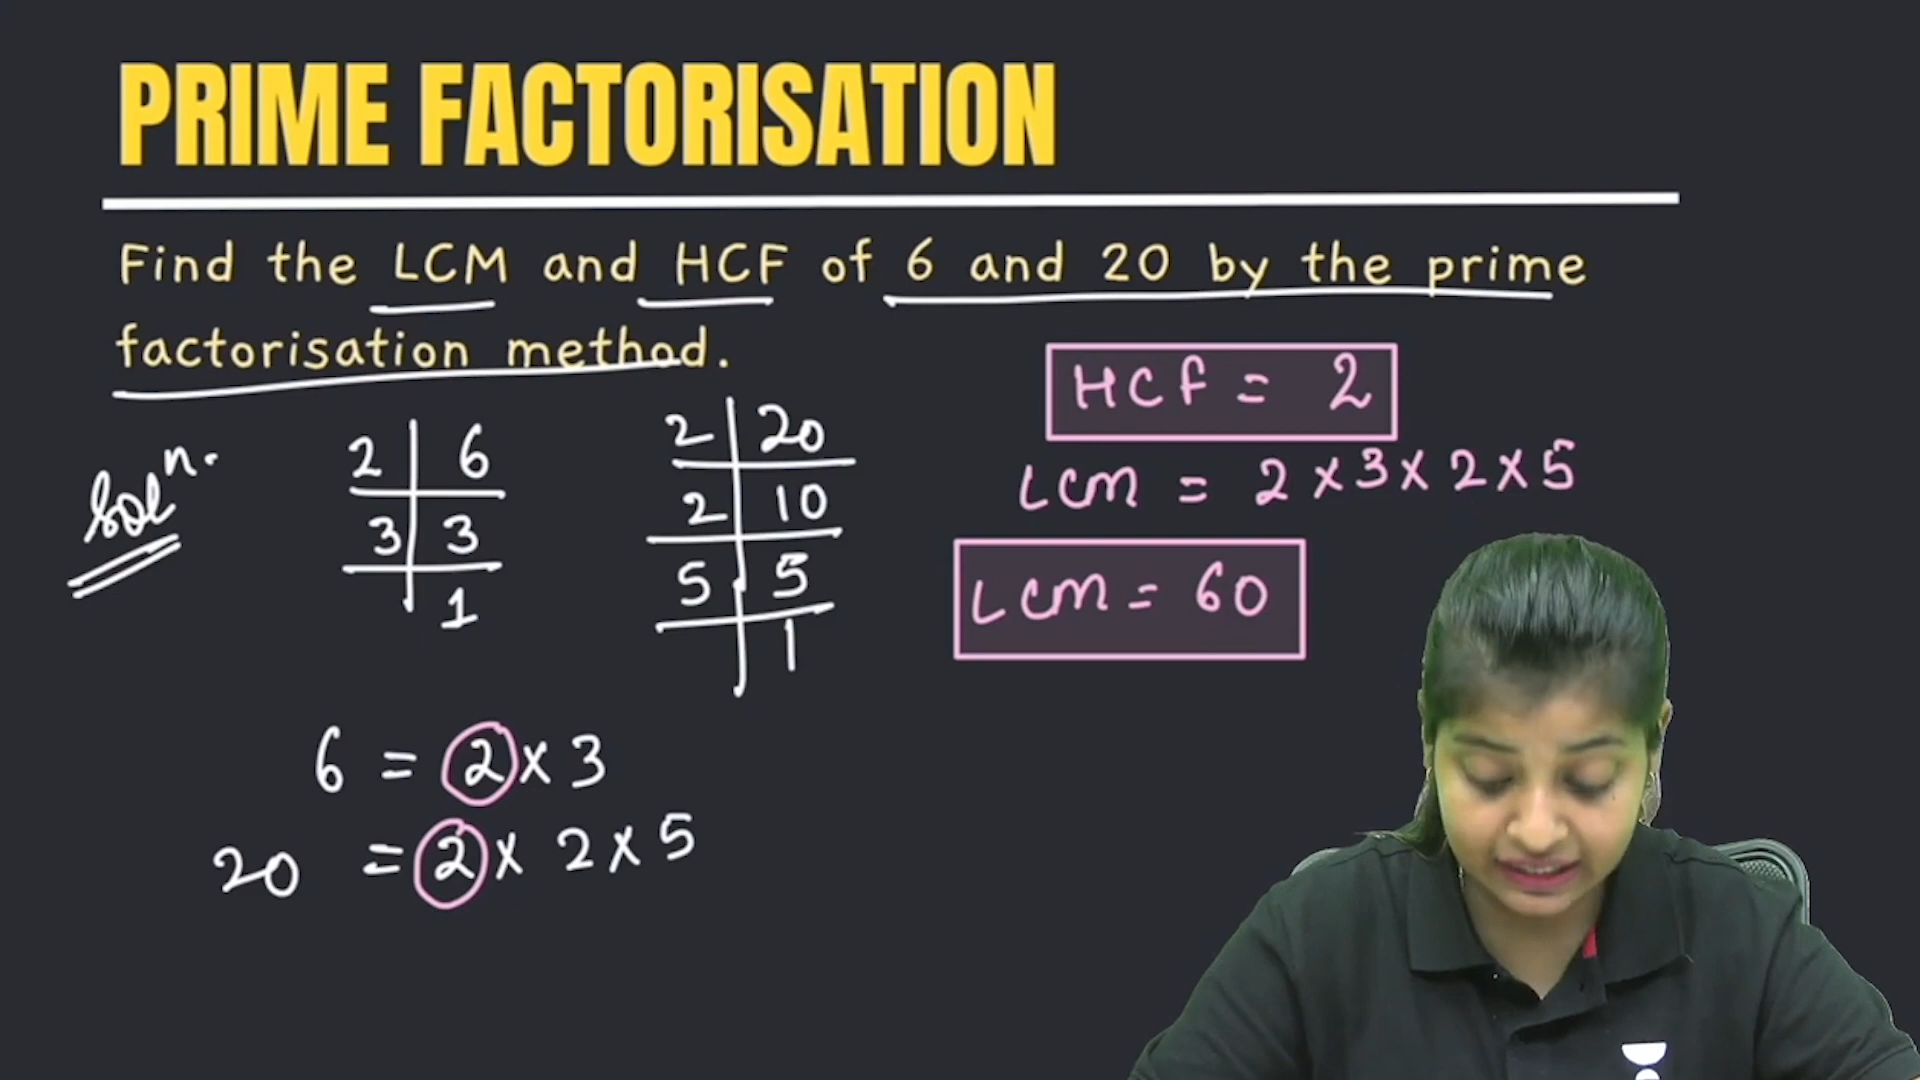 PRIME FACTORISATION
Find the LCM and HCF of 6 and 20 by the prime
factorisation method.
Solⁿ.
2 | 6
3 | 3
1
2 | 20
2 | 10
5 | 5
1
6 = 2 × 3
20 = 2 × 2 × 5
HCF = 2
LCM = 2 × 3 × 2 × 5
LCM = 60